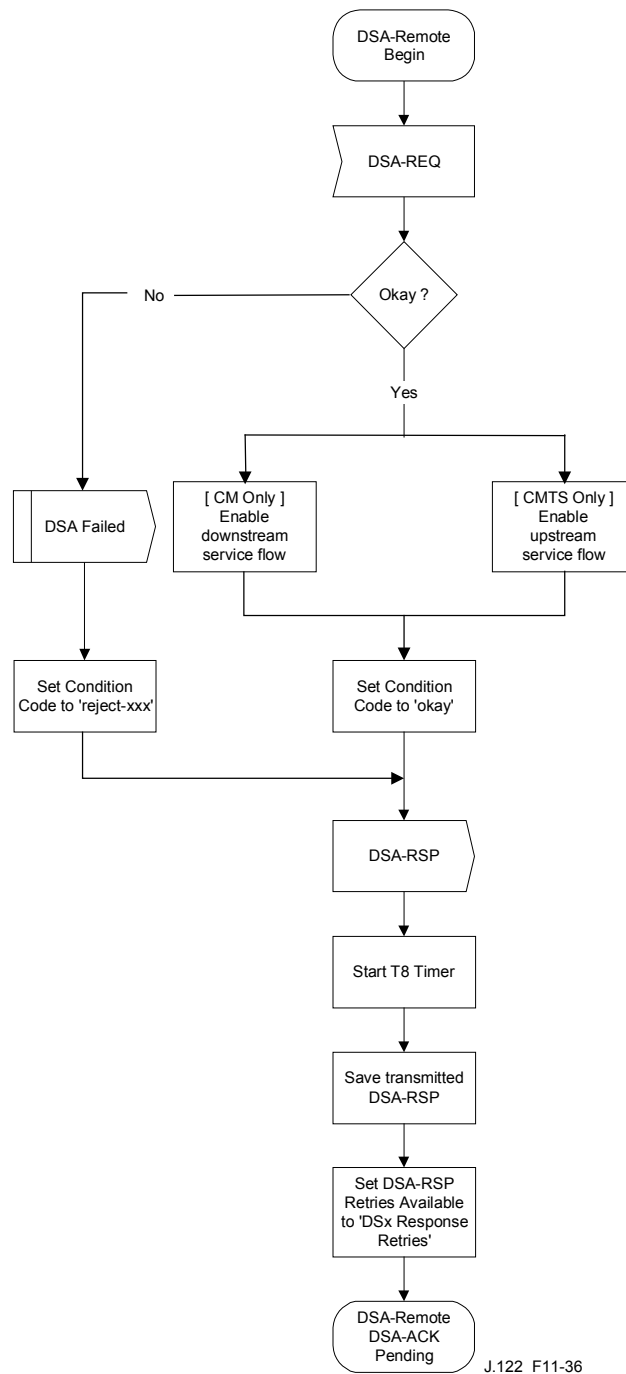 DSA-Remote
Begin
DSA-REQ
Okay ?
No
Yes
DSA Failed
[ CM Only ]
Enable
downstream
service flow
[ CMTS Only ]
Enable
upstream
service flow
Set Condition
Code to 'reject-xxx'
Set Condition
Code to 'okay'
DSA-RSP
Start T8 Timer
Save transmitted
DSA-RSP
Set DSA-RSP
Retries Available
to 'DSx Response
Retries'
DSA-Remote
DSA-ACK
Pending
J.122 F11-36